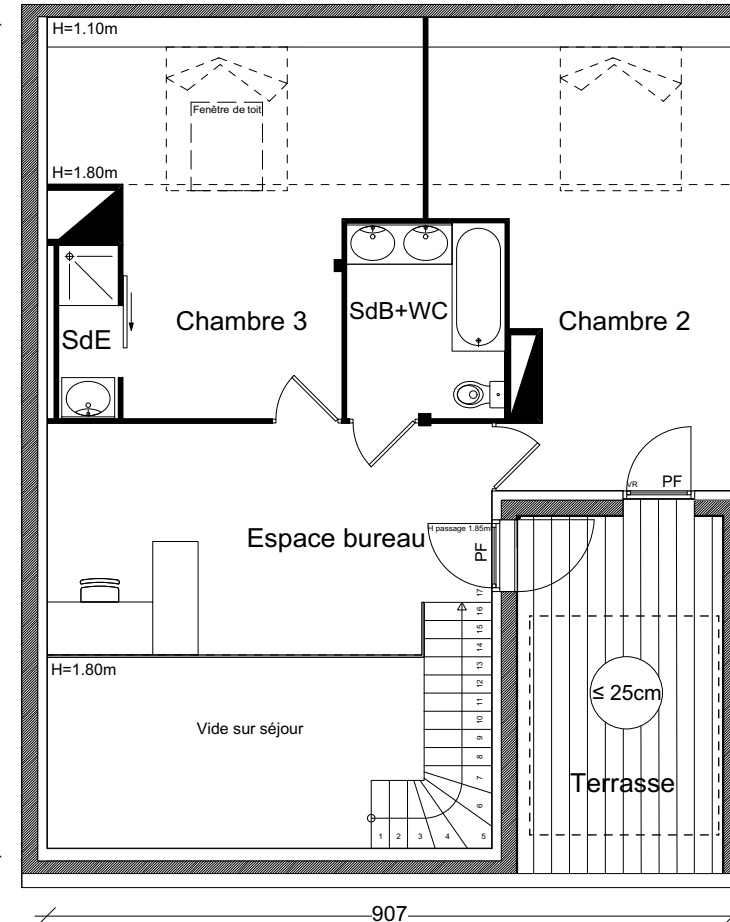 H=1.10m
Fenêtre de toit
H=1.80m
SdE
Chambre 3
SdB+WC
Chambre 2
VR
PF
Espace bureau
H passage 1.85m
PF
17
16
15
14
13
12
11
10
9
8
7
6
5
4
3
2
1
H=1.80m
Vide sur séjour
≤ 25cm
Terrasse
907